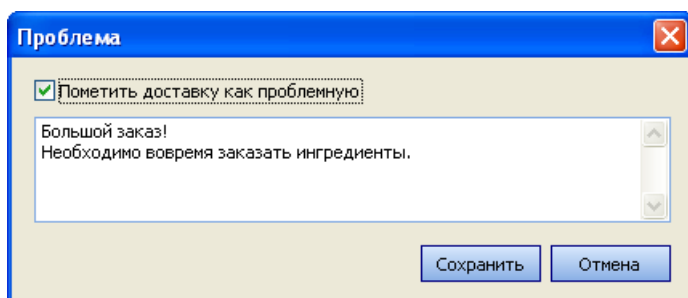 Проблема
Пометить доставку как проблемную
Большой заказ!
Необходимо вовремя заказать ингредиенты.
Сохранить Отмена